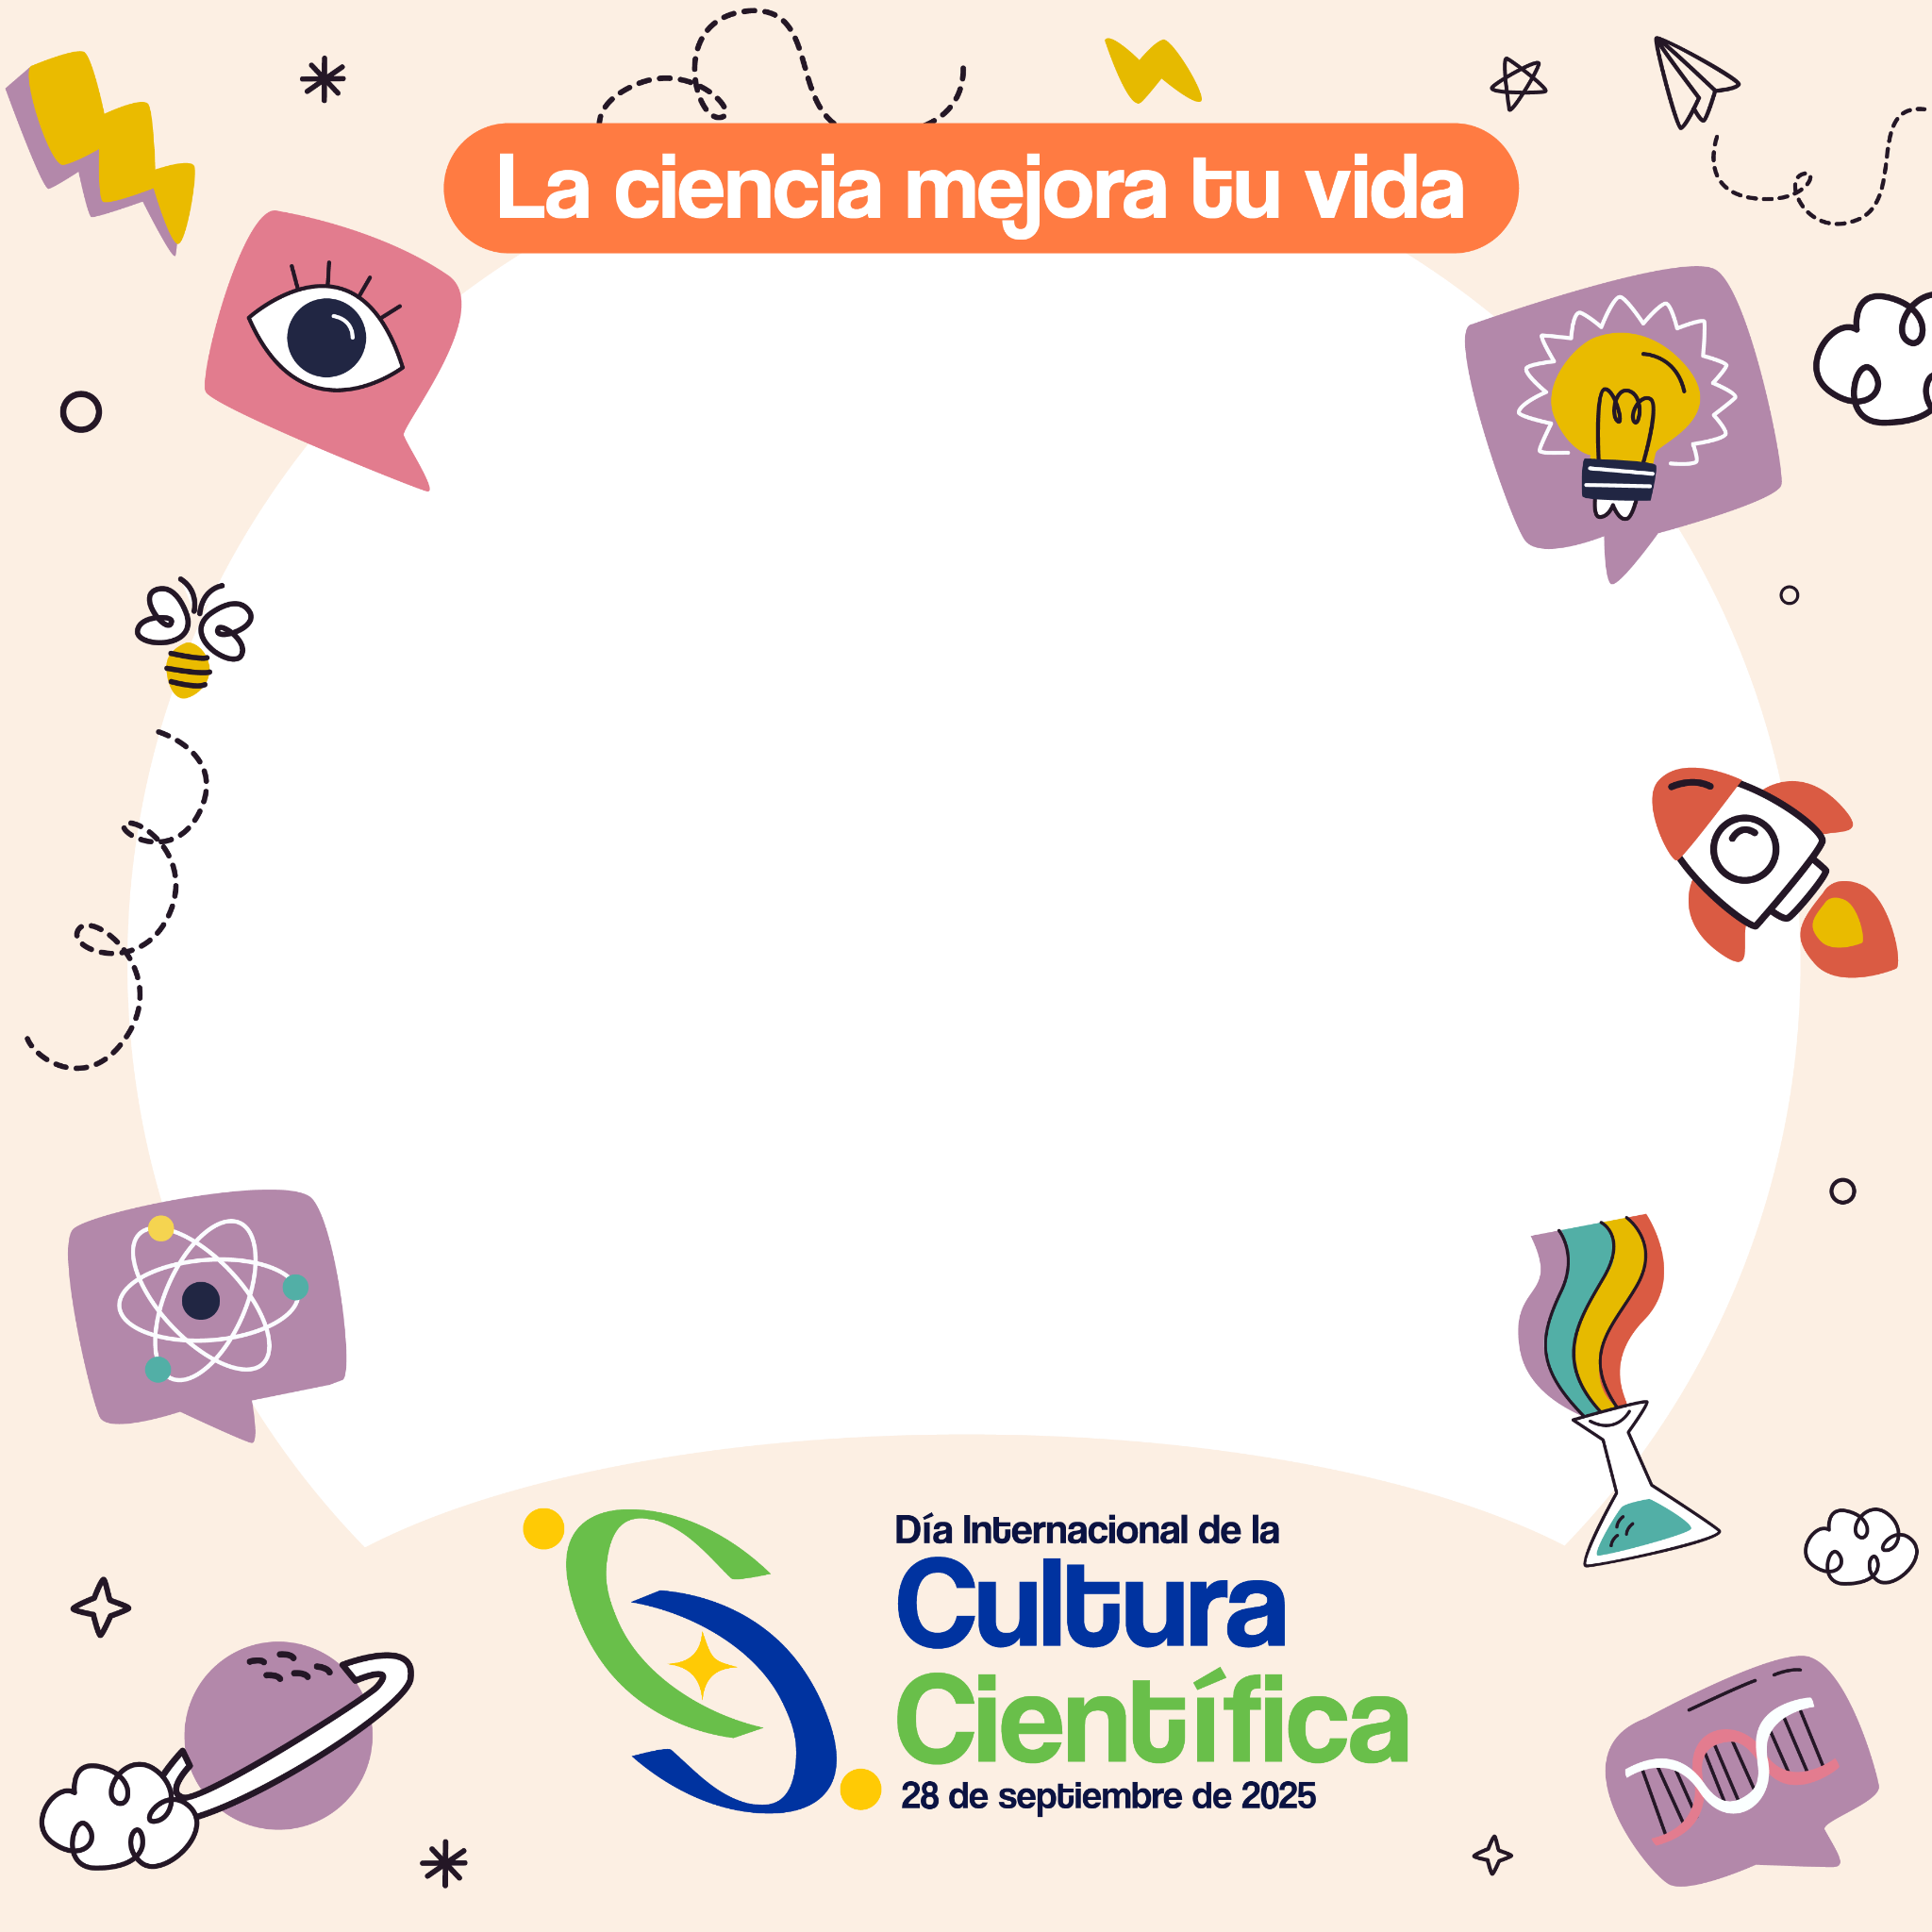 La ciencia mejora tu vida
Día Internacional de la
Cultura
Científica
28 de septiembre de 2025